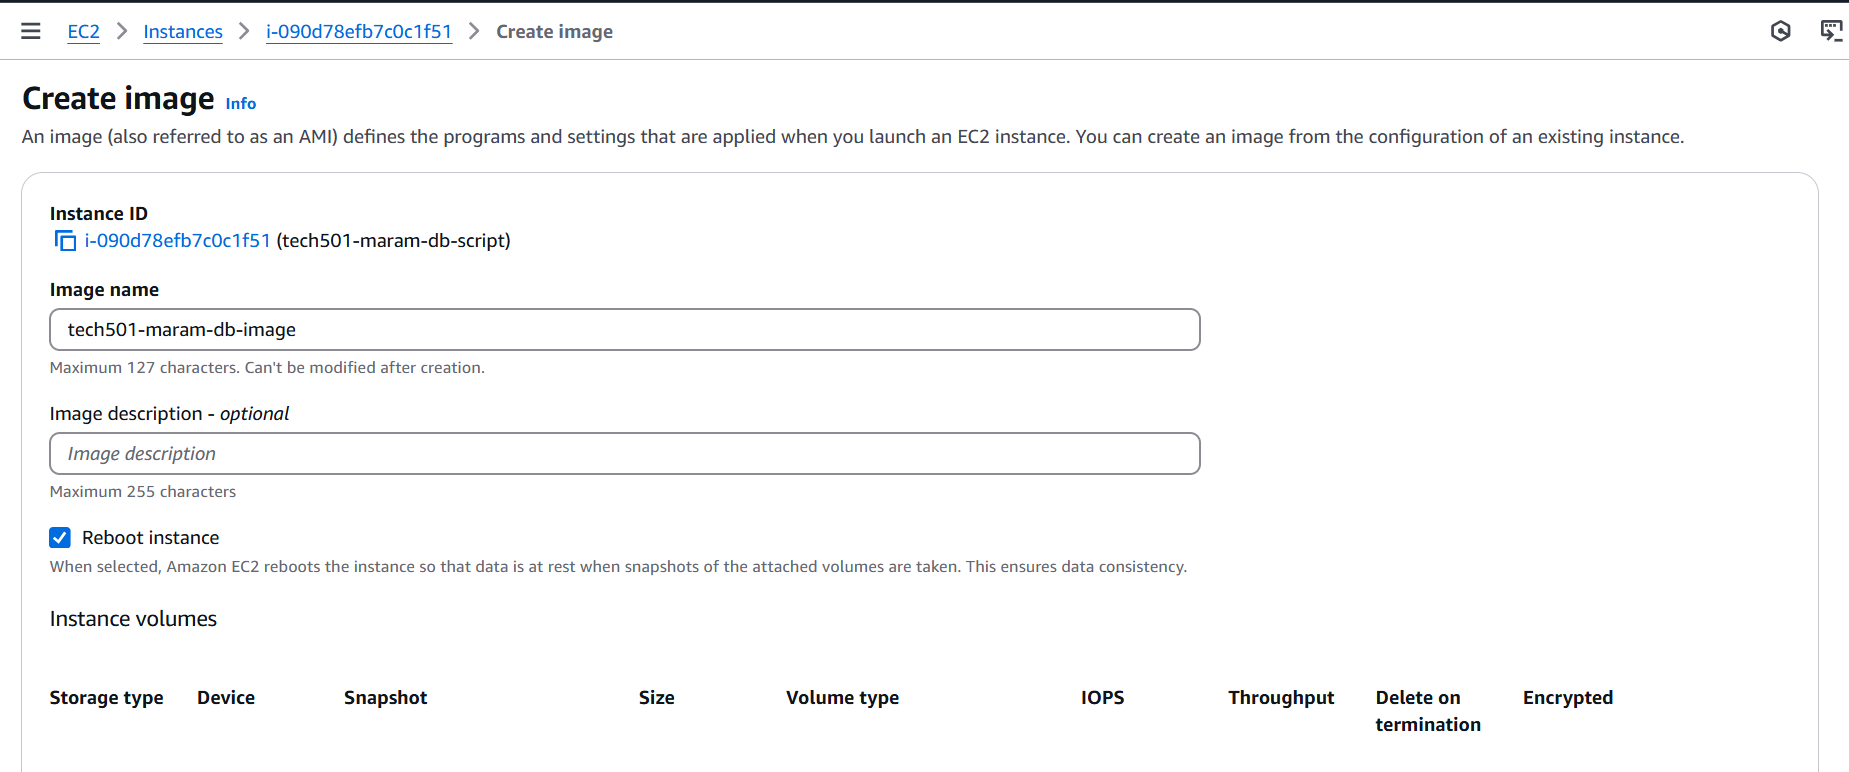 EC2 > Instances > i-090d78efb7c0c1f51 > Create image
Create image Info
An image (also referred to as an AMI) defines the programs and settings that are applied when you launch an EC2 instance. You can create an image from the configuration of an existing instance.
Instance ID
i-090d78efb7c0c1f51 (tech501-maram-db-script)
Image name
tech501-maram-db-image
Maximum 127 characters. Can't be modified after creation.
Image description - optional
Image description
Maximum 255 characters
Reboot instance
When selected, Amazon EC2 reboots the instance so that data is at rest when snapshots of the attached volumes are taken. This ensures data consistency.
Instance volumes
Storage type Device Snapshot Size Volume type IOPS Throughput Delete on termination Encrypted